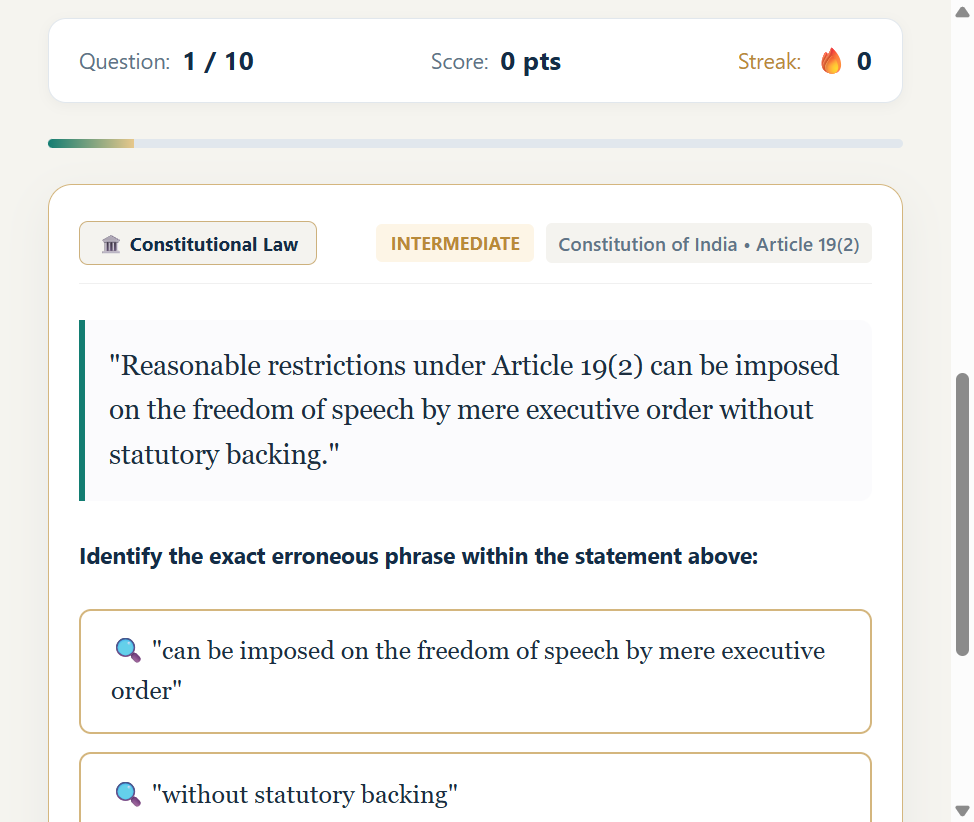 Question: 1 / 10 Score: 0 pts Streak: 🔥 0
🏛️ Constitutional Law INTERMEDIATE Constitution of India • Article 19(2)
"Reasonable restrictions under Article 19(2) can be imposed
on the freedom of speech by mere executive order without
statutory backing."
Identify the exact erroneous phrase within the statement above:
🔍 "can be imposed on the freedom of speech by mere executive
order"
🔍 "without statutory backing"